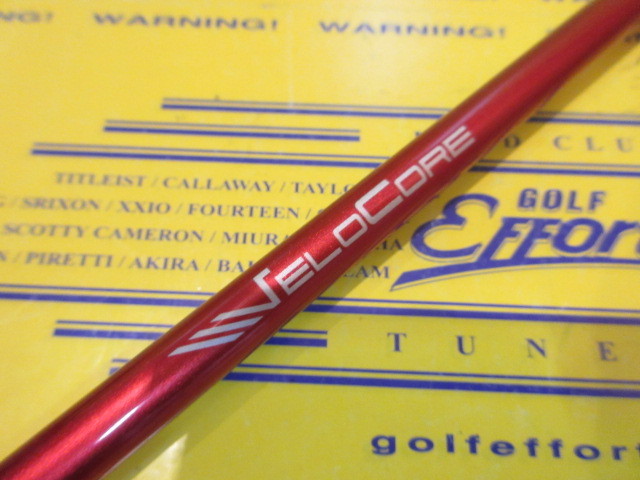 WARNING! WARNING! WARNING!
CLU
TITLEIST / CALLAWAY / TAYLO
SRIXON / XXIO / FOURTEEN /
SCOTTY CAMERON / MIURA
PIRETTI / AKIRA /
VELOCORE
GOLF
Effort
TUNE
golfeffort